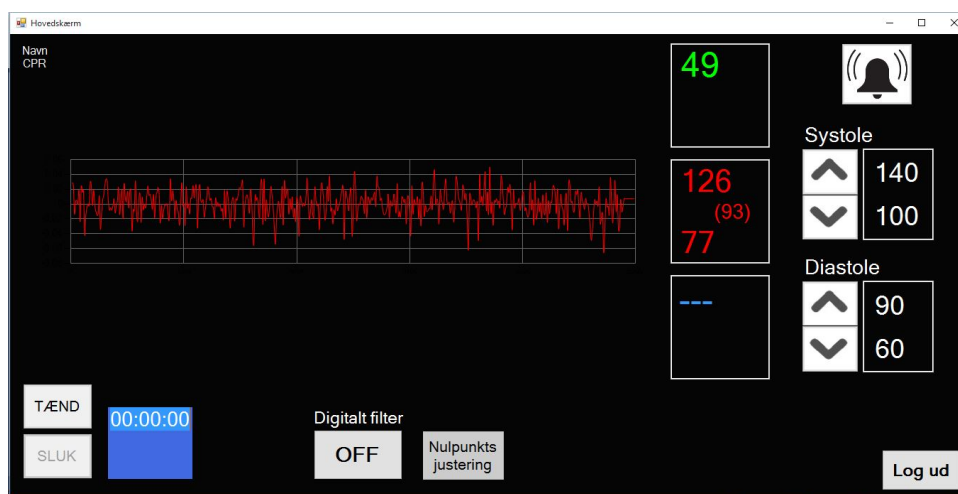 Hovedskærm
Navn
CPR
49
126
(93)
77
---
Systole
140
100
Diastole
90
60
TÆND
SLUK
00:00:00
Digitalt filter
OFF
Nulpunkts
justering
Log ud